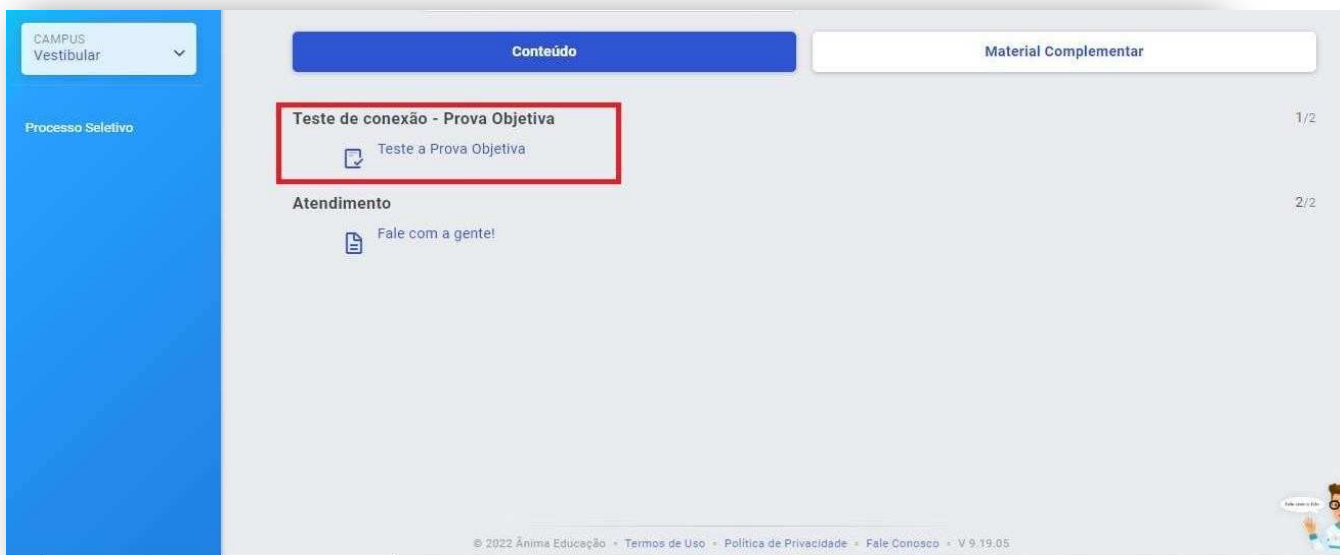 CAMPUS
Vestibular
Processo Seletivo
Conteúdo
Material Complementar
Teste de conexão - Prova Objetiva
1/2
Teste a Prova Objetiva
Atendimento
2/2
Fale com a gente!
© 2022 Ânima Educação • Termos de Uso • Política de Privacidade • Fale Conosco • V 9.19.05